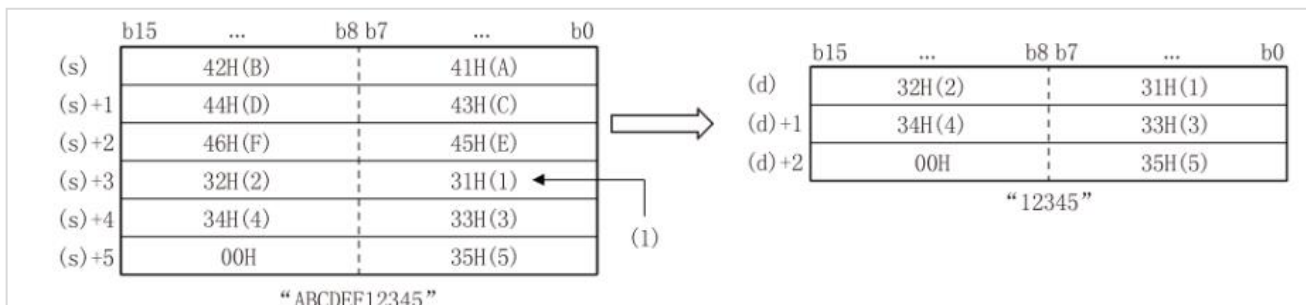 b15 ... b8 b7 ... b0
(s) 42H(B) 41H(A)
(s)+1 44H(D) 43H(C)
(s)+2 46H(F) 45H(E)
(s)+3 32H(2) 31H(1)
(s)+4 34H(4) 33H(3)
(s)+5 00H 35H(5)
(1)
"ABCDEF12345"
b15 ... b8 b7 ... b0
(d) 32H(2) 31H(1)
(d)+1 34H(4) 33H(3)
(d)+2 00H 35H(5)
"12345"